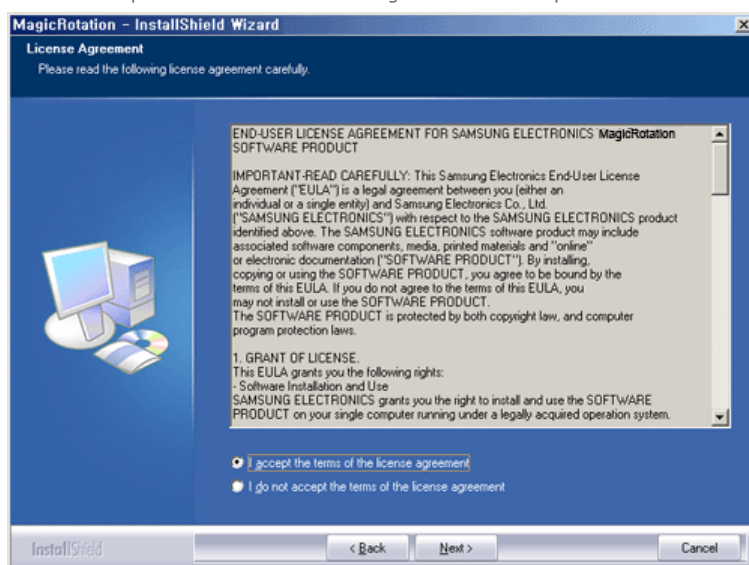 MagicRotation - InstallShield Wizard
License Agreement
Please read the following license agreement carefully.
END-USER LICENSE AGREEMENT FOR SAMSUNG ELECTRONICS MagicRotation
SOFTWARE PRODUCT
IMPORTANT-READ CAREFULLY: This Samsung Electronics End-User License
Agreement ("EULA") is a legal agreement between you (either an
individual or a single entity) and Samsung Electronics Co., Ltd.
("SAMSUNG ELECTRONICS") with respect to the SAMSUNG ELECTRONICS product
identified above. The SAMSUNG ELECTRONICS software product may include
associated software components, media, printed materials and "online"
or electronic documentation ("SOFTWARE PRODUCT"). By installing,
copying or using the SOFTWARE PRODUCT, you agree to be bound by the
terms of this EULA. If you do not agree to the terms of this EULA, you
may not install or use the SOFTWARE PRODUCT.
The SOFTWARE PRODUCT is protected by both copyright law, and computer
program protection laws.
1. GRANT OF LICENSE.
This EULA grants you the following rights:
- Software Installation and Use
SAMSUNG ELECTRONICS grants you the right to install and use the SOFTWARE
PRODUCT on your single computer running under a legally acquired operation system.
I accept the terms of the license agreement
I do not accept the terms of the license agreement
InstallShield
< Back
Next >
Cancel